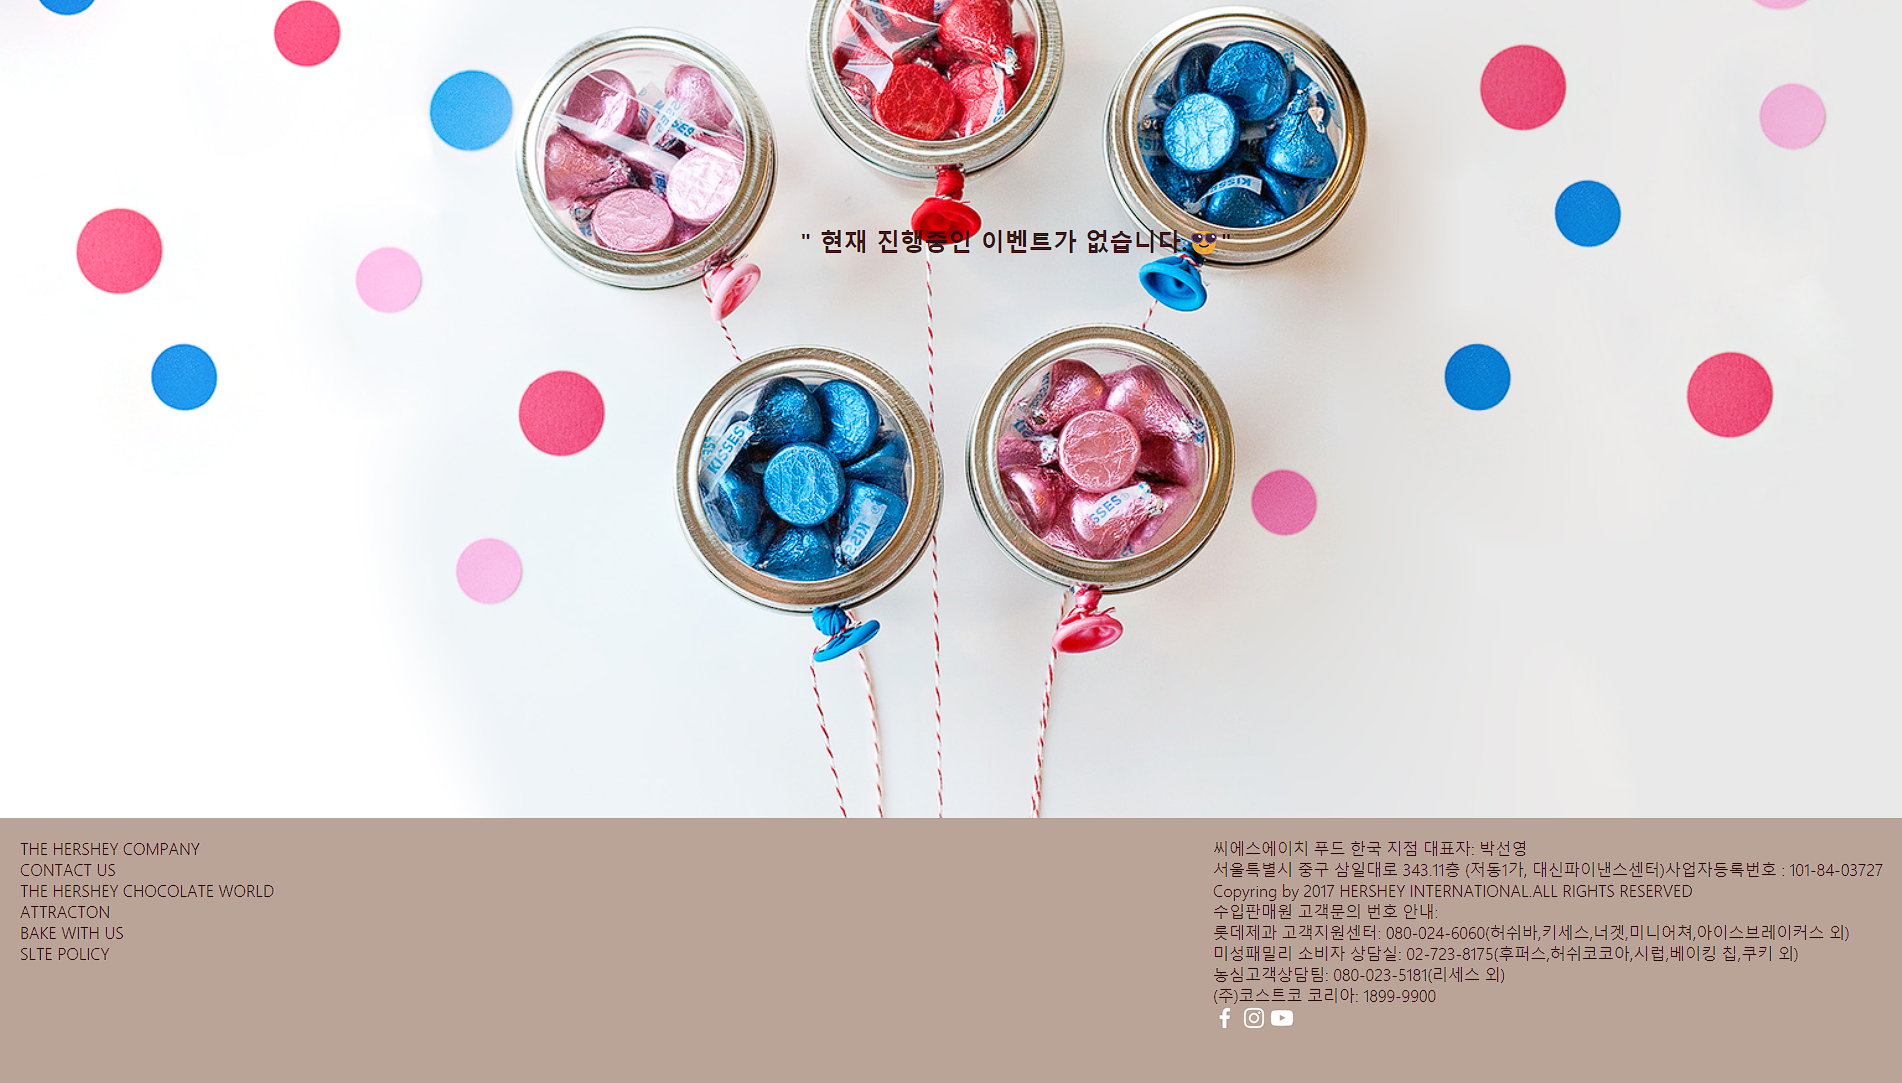 " 현재 진행중인 이벤트가 없습니다 😎"
KISSES
KISSES
THE HERSHEY COMPANY
CONTACT US
THE HERSHEY CHOCOLATE WORLD
ATTRACTON
BAKE WITH US
SLTE POLICY
씨에스에이치 푸드 한국 지점 대표자: 박선영
서울특별시 중구 삼일대로 343.11층 (저동1가, 대신파이낸스센터)사업자등록번호 : 101-84-03727
Copyring by 2017 HERSHEY INTERNATIONAL.ALL RIGHTS RESERVED
수입판매원 고객문의 번호 안내:
롯데제과 고객지원센터: 080-024-6060(허쉬바,키세스,너겟,미니어쳐,아이스브레이커스 외)
미성패밀리 소비자 상담실: 02-723-8175(후퍼스,허쉬코코아,시럽,베이킹 칩,쿠키 외)
농심고객상담팀: 080-023-5181(리세스 외)
(주)코스트코 코리아: 1899-9900